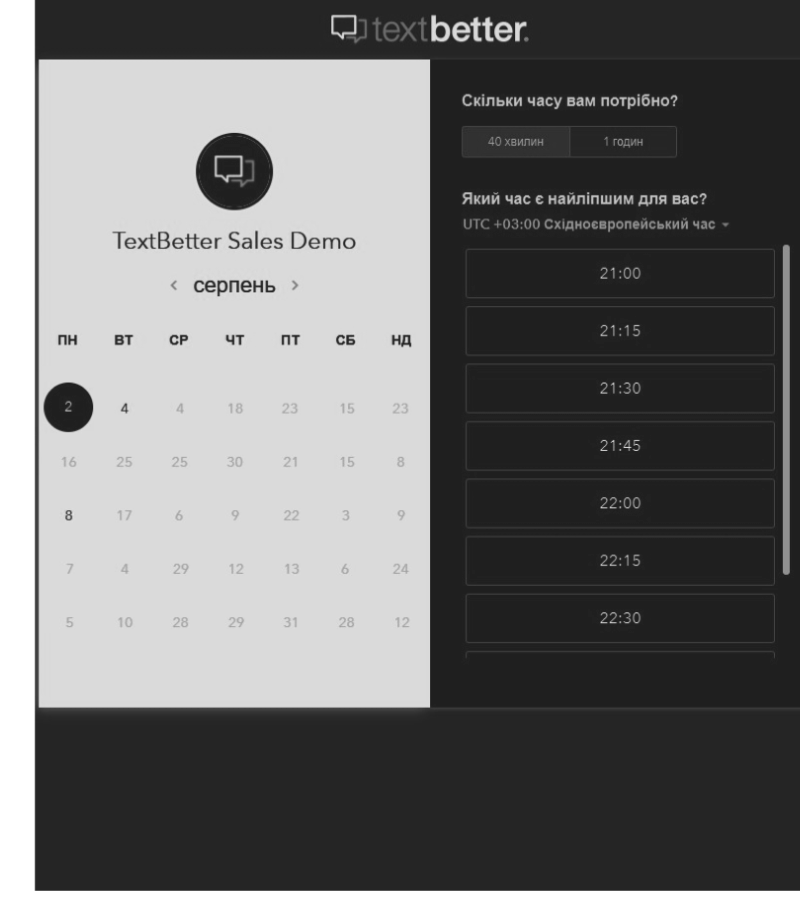 textbetter.
TextBetter Sales Demo
< серпень >
ПН ВТ СР ЧТ ПТ СБ НД
2 4 4 18 23 15 23
16 25 25 30 21 15 8
8 17 6 9 22 3 9
7 4 29 12 13 6 24
5 10 28 29 31 28 12
Скільки часу вам потрібно?
40 хвилин 1 годин
Який час є найліпшим для вас?
UTC +03:00 Східноєвропейський час
21:00
21:15
21:30
21:45
22:00
22:15
22:30